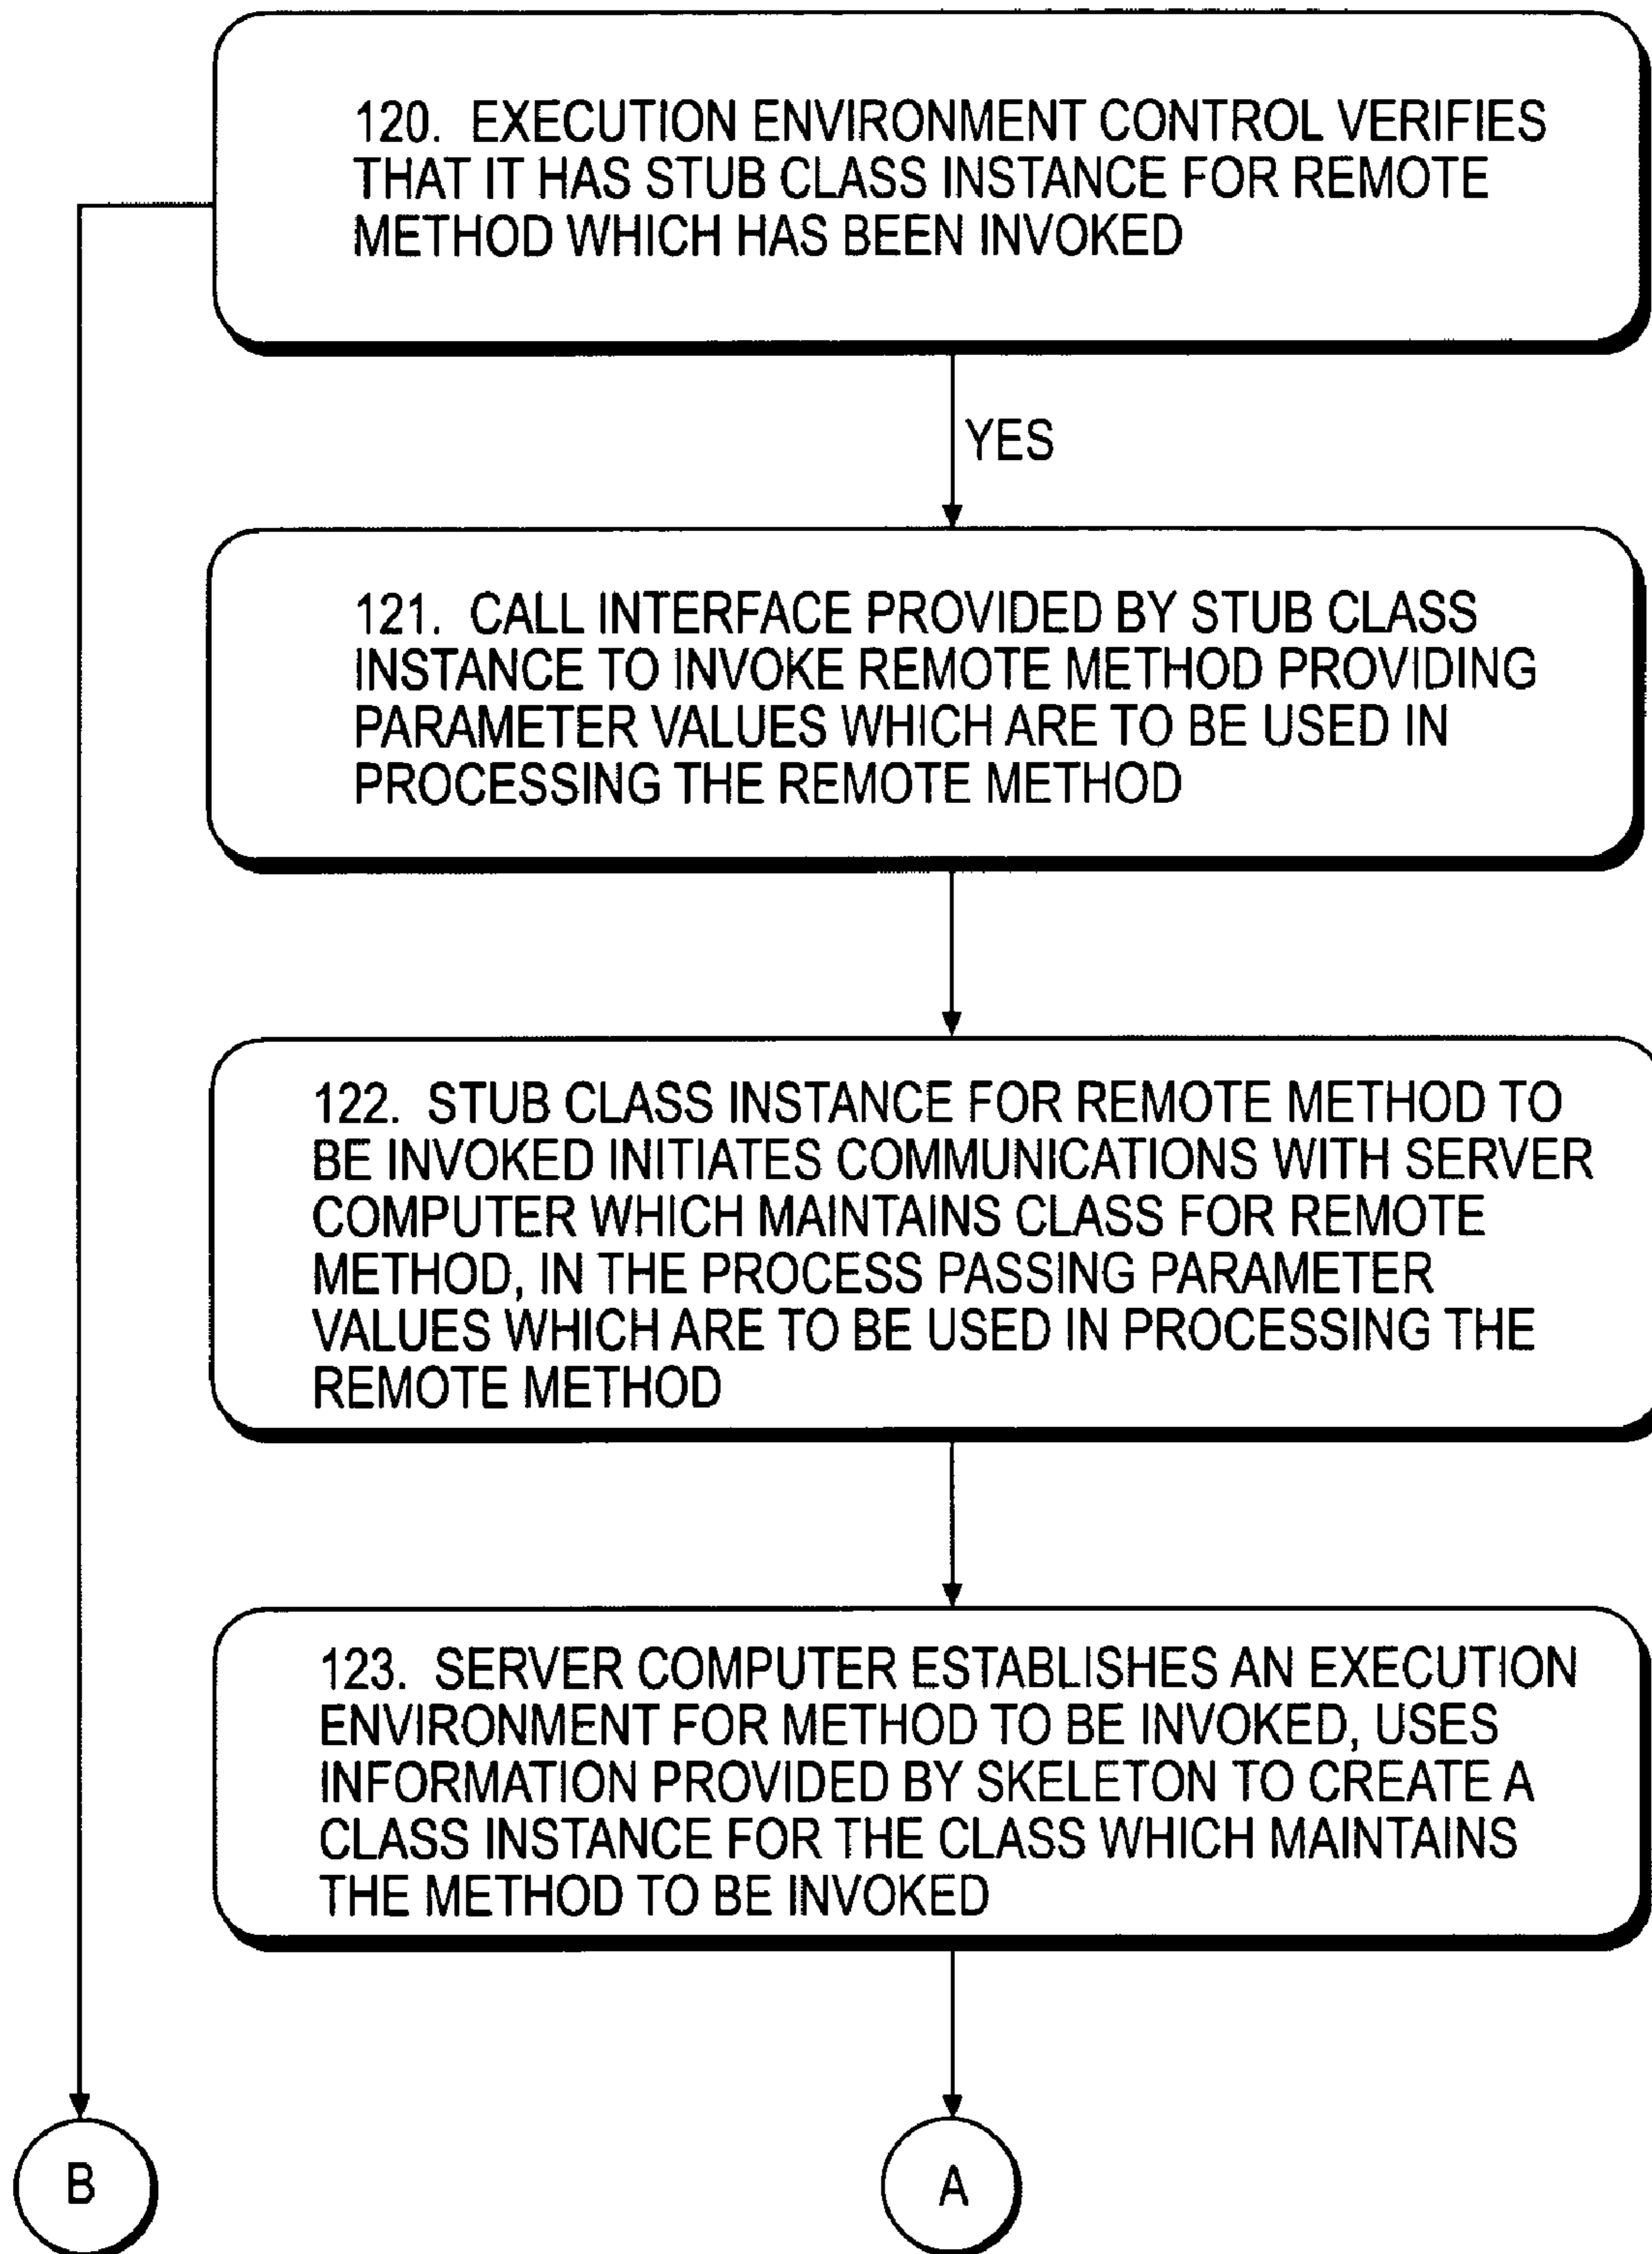 120. EXECUTION ENVIRONMENT CONTROL VERIFIES
THAT IT HAS STUB CLASS INSTANCE FOR REMOTE
METHOD WHICH HAS BEEN INVOKED
YES
121. CALL INTERFACE PROVIDED BY STUB CLASS
INSTANCE TO INVOKE REMOTE METHOD PROVIDING
PARAMETER VALUES WHICH ARE TO BE USED IN
PROCESSING THE REMOTE METHOD
122. STUB CLASS INSTANCE FOR REMOTE METHOD TO
BE INVOKED INITIATES COMMUNICATIONS WITH SERVER
COMPUTER WHICH MAINTAINS CLASS FOR REMOTE
METHOD, IN THE PROCESS PASSING PARAMETER
VALUES WHICH ARE TO BE USED IN PROCESSING THE
REMOTE METHOD
123. SERVER COMPUTER ESTABLISHES AN EXECUTION
ENVIRONMENT FOR METHOD TO BE INVOKED, USES
INFORMATION PROVIDED BY SKELETON TO CREATE A
CLASS INSTANCE FOR THE CLASS WHICH MAINTAINS
THE METHOD TO BE INVOKED
B
A